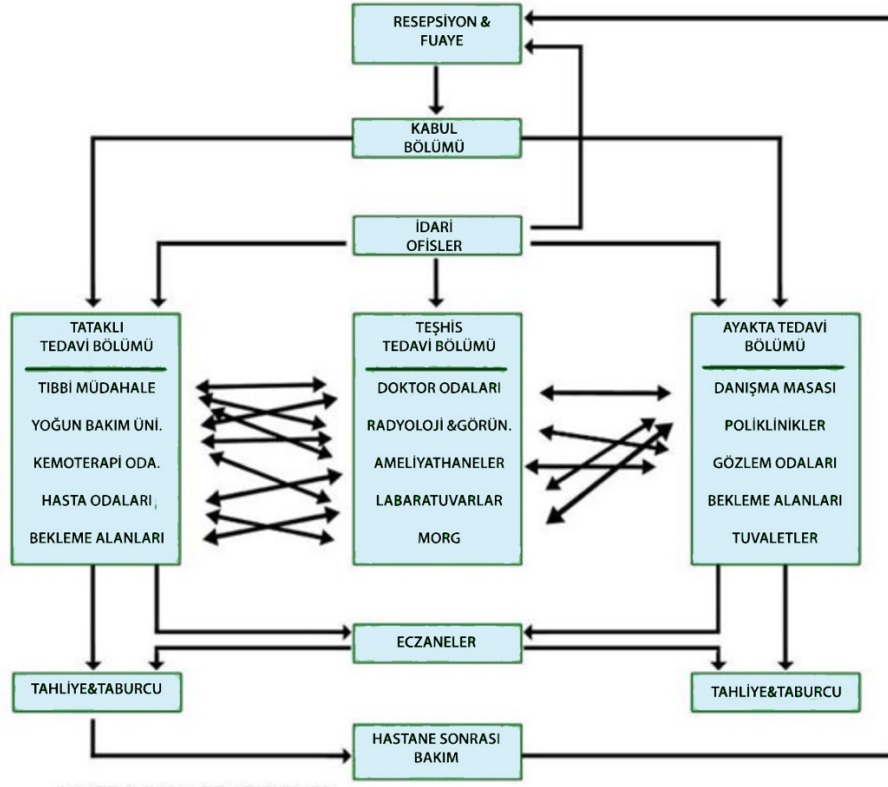 RESEPSİYON &
FUAYE
KABUL
BÖLÜMÜ
İDARİ
OFİSLER
TATAKLI
TEDAVİ BÖLÜMÜ
TIBBİ MÜDAHALE
YOĞUN BAKIM ÜNİ.
KEMOTERAPİ ODA.
HASTA ODALARI
BEKLEME ALANLARI
TEŞHİS
TEDAVİ BÖLÜMÜ
DOKTOR ODALARI
RADYOLOJİ &GÖRÜN.
AMELİYATHANELER
LABARATUVARLAR
MORG
AYAKTA TEDAVİ
BÖLÜMÜ
DANIŞMA MASASI
POLİKLİNİKLER
GÖZLEM ODALARI
BEKLEME ALANLARI
TUVALETLER
ECZANELER
TAHLİYE&TABURCU
TAHLİYE&TABURCU
HASTANE SONRASI
BAKIM